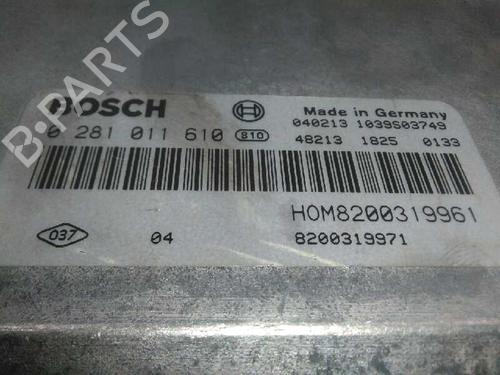 B-PARTS
BOSCH
Made in Germany
0 281 011 610 810
040213 1039S03749
48213 1825 0133
HOM8200319961
037 04 8200319971